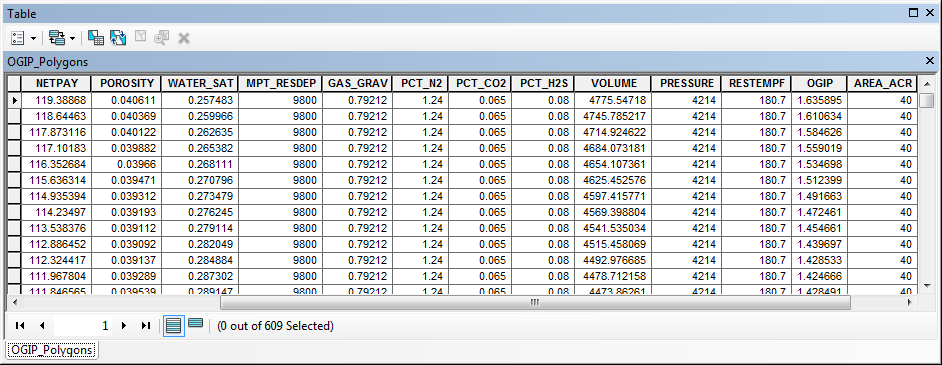 Table
OGIP_Polygons
NETPAY POROSITY WATER_SAT MPT_RESDEP GAS_GRAV PCT_N2 PCT_CO2 PCT_H2S VOLUME PRESSURE RESTEMPF OGIP AREA_ACR
119.38868 0.040611 0.257483 9800 0.79212 1.24 0.065 0.08 4775.54718 4214 180.7 1.635895 40
118.64463 0.040369 0.259966 9800 0.79212 1.24 0.065 0.08 4745.785217 4214 180.7 1.610634 40
117.873116 0.040122 0.262635 9800 0.79212 1.24 0.065 0.08 4714.924622 4214 180.7 1.584626 40
117.10183 0.039882 0.265382 9800 0.79212 1.24 0.065 0.08 4684.073181 4214 180.7 1.559019 40
116.352684 0.03966 0.268111 9800 0.79212 1.24 0.065 0.08 4654.107361 4214 180.7 1.534698 40
115.636314 0.039471 0.270796 9800 0.79212 1.24 0.065 0.08 4625.452576 4214 180.7 1.512399 40
114.935394 0.039312 0.273479 9800 0.79212 1.24 0.065 0.08 4597.415771 4214 180.7 1.491663 40
114.23497 0.039193 0.276245 9800 0.79212 1.24 0.065 0.08 4569.398804 4214 180.7 1.472461 40
113.538376 0.039112 0.279114 9800 0.79212 1.24 0.065 0.08 4541.535034 4214 180.7 1.454661 40
112.886452 0.039092 0.282049 9800 0.79212 1.24 0.065 0.08 4515.458069 4214 180.7 1.439697 40
112.324417 0.039137 0.284884 9800 0.79212 1.24 0.065 0.08 4492.976685 4214 180.7 1.428533 40
111.967804 0.039289 0.287302 9800 0.79212 1.24 0.065 0.08 4478.712158 4214 180.7 1.424666 40
111.846565 0.039539 0.289147 9800 0.79212 1.24 0.065 0.08 4473.86261 4214 180.7 1.428491 40
1 (0 out of 609 Selected)
OGIP_Polygons